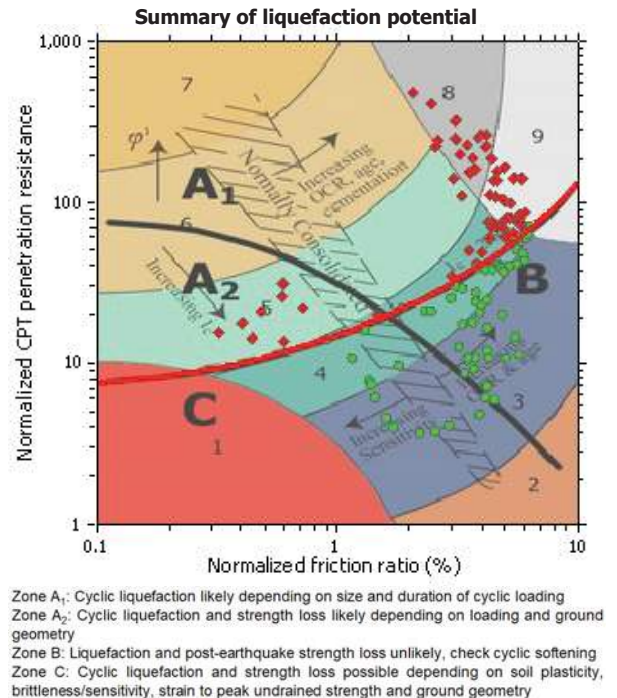 Summary of liquefaction potential
Normalized CPT penetration resistance
1,000
100
10
1
7
8
9
φ'
A₁
Increasing
OCR, age,
cementation
Normally Consolidated
6
A₂
Increasing Ic
5
B
4
C
1
3
Increasing
Sensitivity
2
0.1
1
10
Normalized friction ratio (%)
Zone A₁: Cyclic liquefaction likely depending on size and duration of cyclic loading
Zone A₂: Cyclic liquefaction and strength loss likely depending on loading and ground
geometry
Zone B: Liquefaction and post-earthquake strength loss unlikely, check cyclic softening
Zone C: Cyclic liquefaction and strength loss possible depending on soil plasticity,
brittleness/sensitivity, strain to peak undrained strength and ground geometry